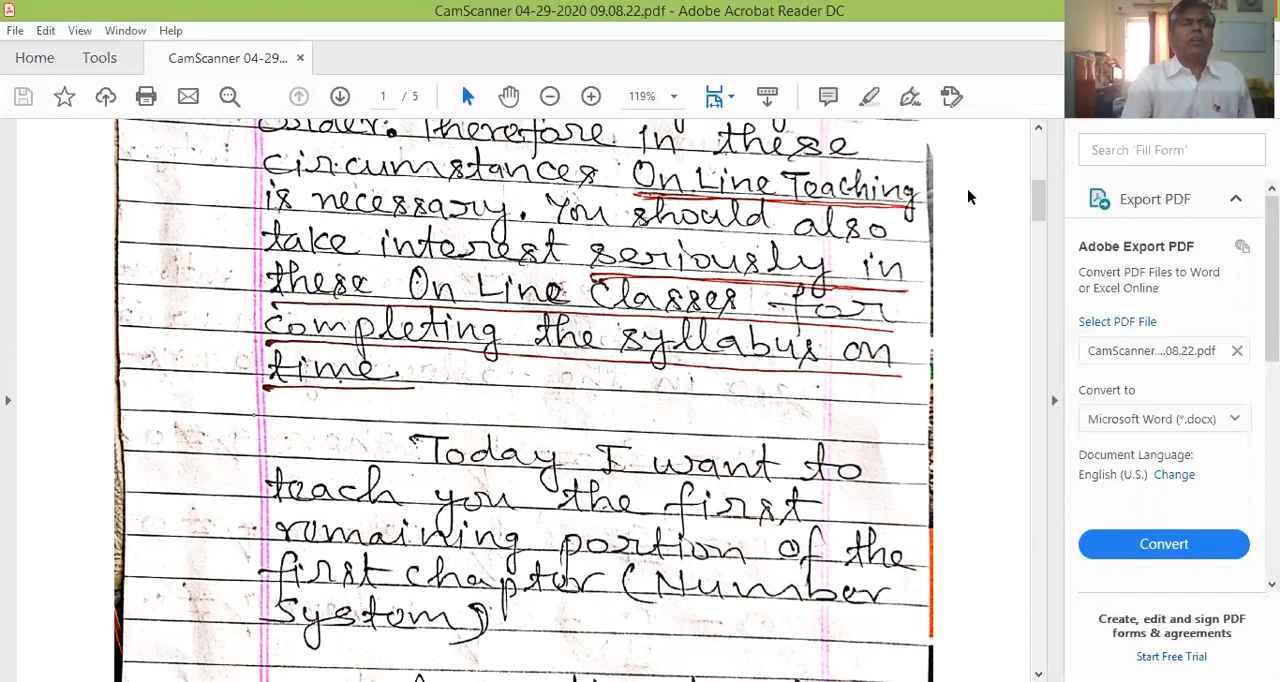 CamScanner 04-29-2020 09.08.22.pdf - Adobe Acrobat Reader DC
File Edit View Window Help
Home Tools CamScanner 04-29... ×
1 / 5 119%
Order. Therefore in these
circumstances On Line Teaching
is necessary. You should also
take interest seriously in
these On Line Classes for
completing the syllabus on
time.
Today I want to
teach you the first
remaining portion of the
first chapter (Number
System)
Search 'Fill Form'
Export PDF
Adobe Export PDF
Convert PDF Files to Word
or Excel Online
Select PDF File
CamScanner....08.22.pdf
Convert to
Microsoft Word (*.docx)
Document Language:
English (U.S.) Change
Convert
Create, edit and sign PDF
forms & agreements
Start Free Trial